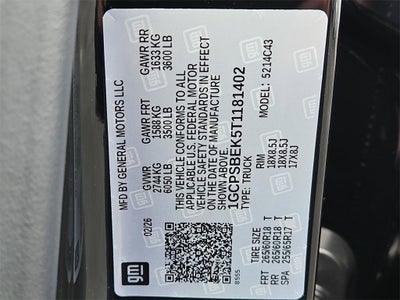 MFD BY GENERAL MOTORS LLC
02/26
GVWR
2744 KG
6050 LB
GAWR FRT
1588 KG
3500 LB
GAWR RR
1633 KG
3600 LB
THIS VEHICLE CONFORMS TO ALL
APPLICABLE U.S. FEDERAL MOTOR
VEHICLE SAFETY STANDARDS IN EFFECT
ON THE DATE OF MANUFACTURE
SHOWN ABOVE.
1GCPSBEK5T1181402
TYPE: TRUCK
MODEL: 5214C43
TIRE SIZE
RIM
FRT 265/60R18 T 18X8.5J
RR 265/60R18 T 18X8.5J
SPA 255/65R17 T 17X8J
gm